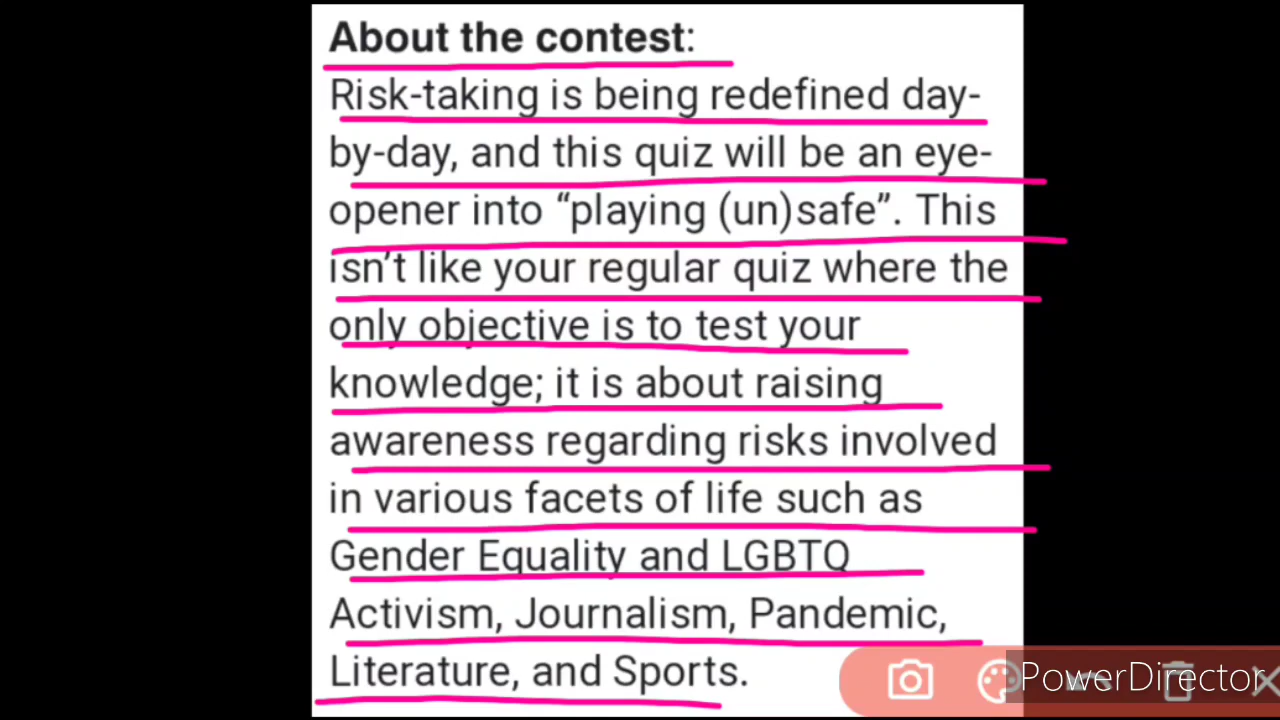 About the contest:
Risk-taking is being redefined day-
by-day, and this quiz will be an eye-
opener into “playing (un)safe”. This
isn’t like your regular quiz where the
only objective is to test your
knowledge; it is about raising
awareness regarding risks involved
in various facets of life such as
Gender Equality and LGBTQ
Activism, Journalism, Pandemic,
Literature, and Sports.
PowerDirector